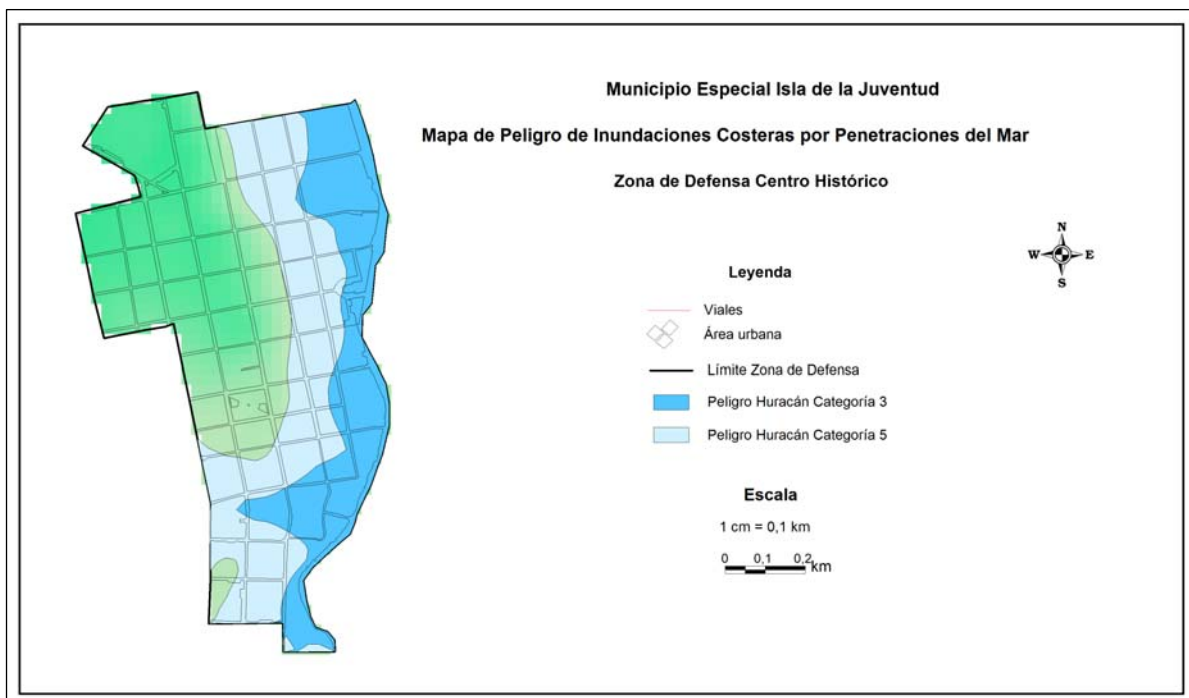 Municipio Especial Isla de la Juventud
Mapa de Peligro de Inundaciones Costeras por Penetraciones del Mar
Zona de Defensa Centro Histórico
N
W E
S
Leyenda
Viales
Área urbana
Límite Zona de Defensa
Peligro Huracán Categoría 3
Peligro Huracán Categoría 5
Escala
1 cm = 0,1 km
0 0,1 0,2
km